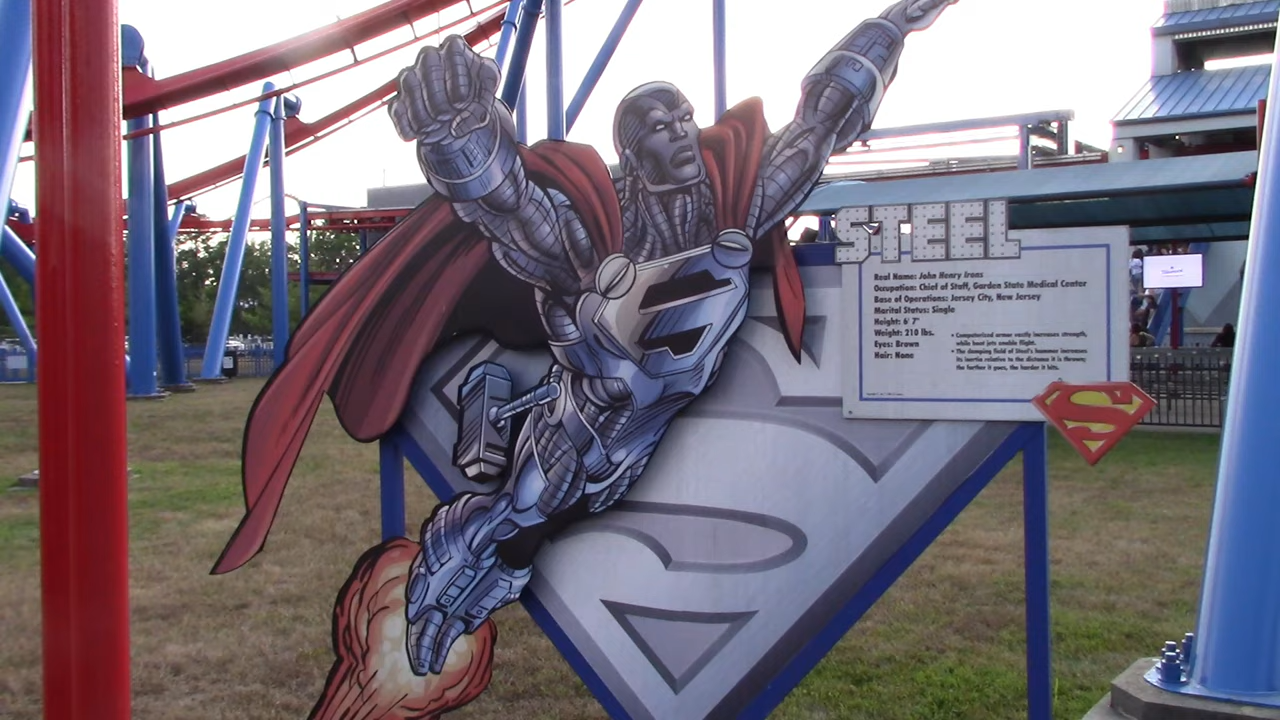 STEEL
Real Name: John Henry Irons
Occupation: Chief of Staff, Garden State Medical Center
Base of Operations: Jersey City, New Jersey
Marital Status: Single
Height: 6' 7"
Weight: 210 lbs.
Eyes: Brown
Hair: None
• Computerized armor vastly increases strength,
while boot jets enable flight.
• The damping field of Steel's hammer increases
its inertia relative to the distance it is thrown;
the farther it goes, the harder it hits.
S